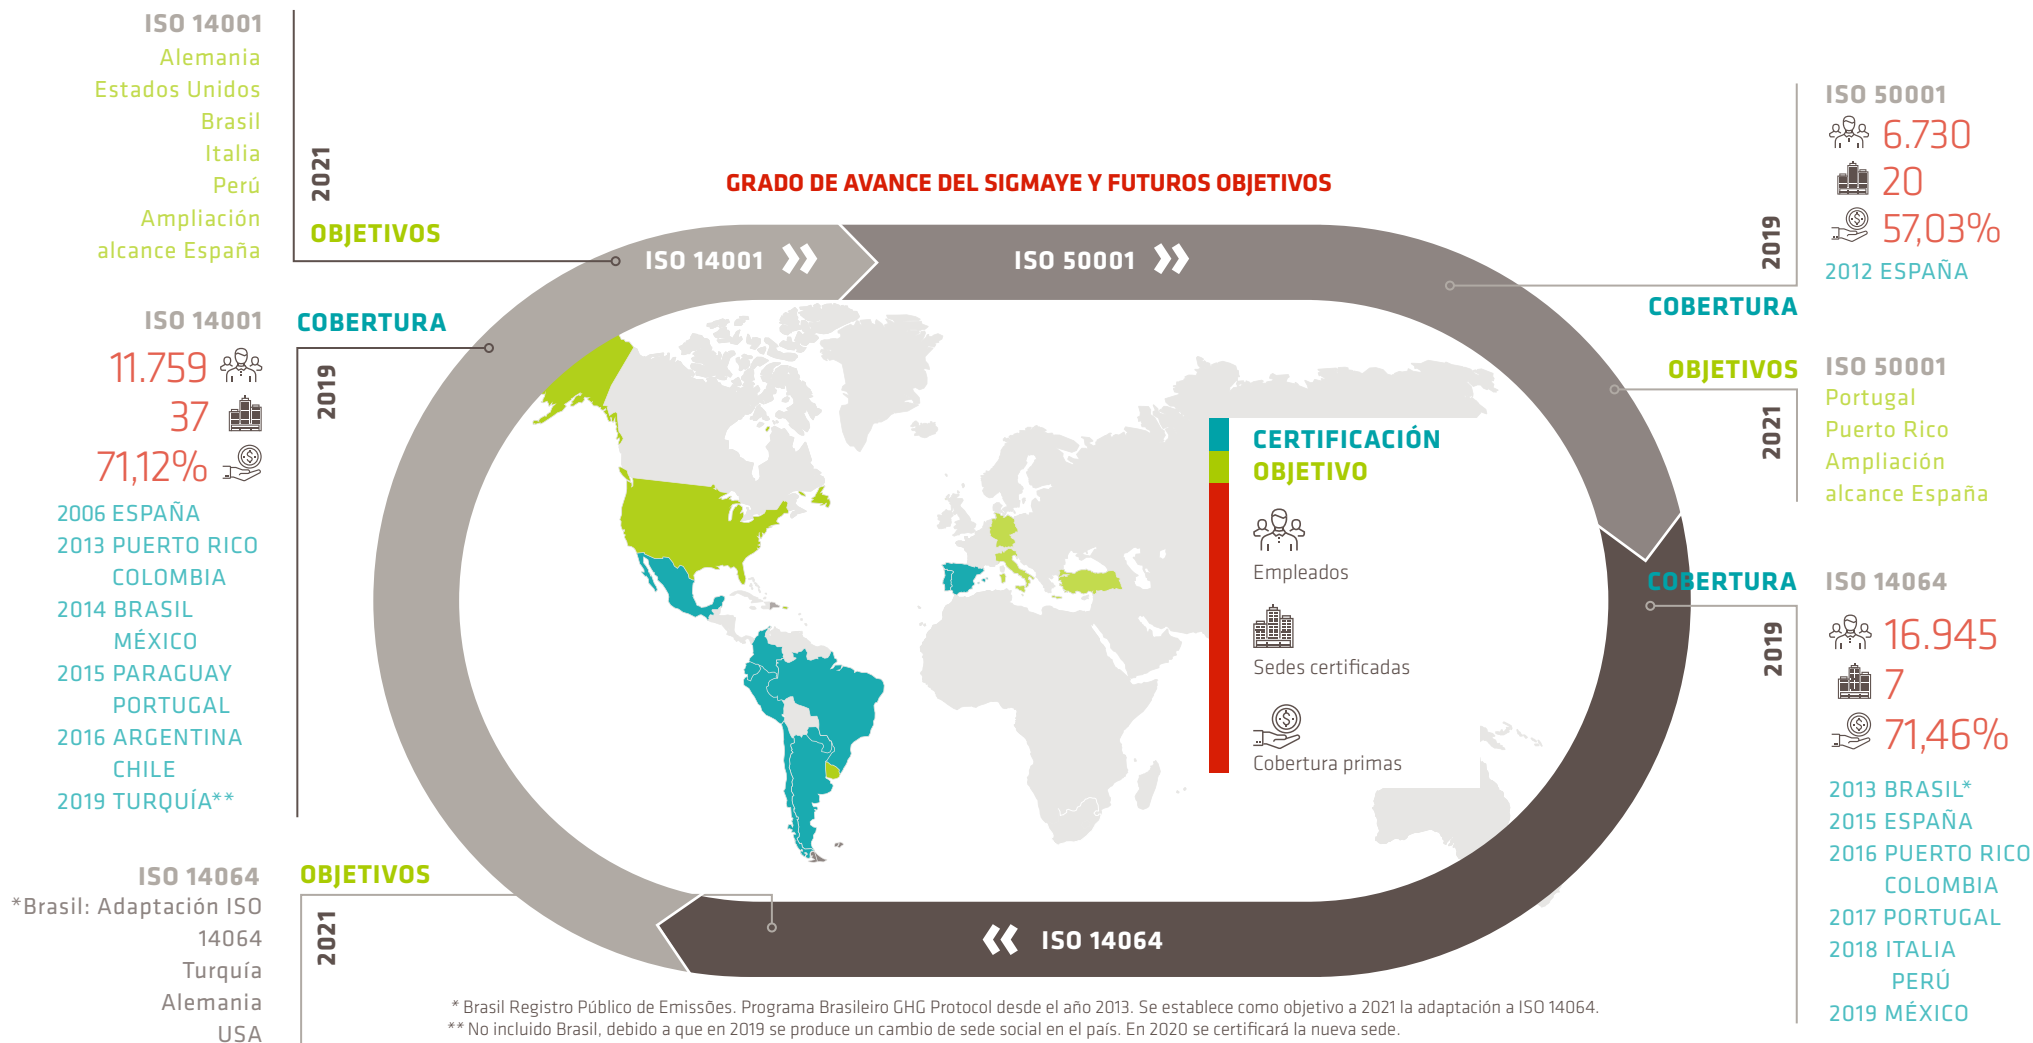 ISO 14001
Alemania
Estados Unidos
Brasil
Italia
Perú
Ampliación
alcance España
2021
OBJETIVOS
GRADO DE AVANCE DEL SIGMAYE Y FUTUROS OBJETIVOS
ISO 14001
ISO 50001
ISO 50001
6.730
20
57,03%
2012 ESPAÑA
2019
COBERTURA
ISO 14001
COBERTURA
11.759
37
71,12%
2019
2006 ESPAÑA
2013 PUERTO RICO
COLOMBIA
2014 BRASIL
MÉXICO
2015 PARAGUAY
PORTUGAL
2016 ARGENTINA
CHILE
2019 TURQUÍA**
OBJETIVOS
ISO 50001
Portugal
Puerto Rico
Ampliación
alcance España
2021
CERTIFICACIÓN
OBJETIVO
Empleados
Sedes certificadas
Cobertura primas
COBERTURA
ISO 14064
16.945
7
71,46%
2019
2013 BRASIL*
2015 ESPAÑA
2016 PUERTO RICO
COLOMBIA
2017 PORTUGAL
2018 ITALIA
PERÚ
2019 MÉXICO
ISO 14064
OBJETIVOS
*Brasil: Adaptación ISO
14064
Turquía
Alemania
USA
2021
ISO 14064
* Brasil Registro Público de Emissões. Programa Brasileiro GHG Protocol desde el año 2013. Se establece como objetivo a 2021 la adaptación a ISO 14064.
** No incluido Brasil, debido a que en 2019 se produce un cambio de sede social en el país. En 2020 se certificará la nueva sede.